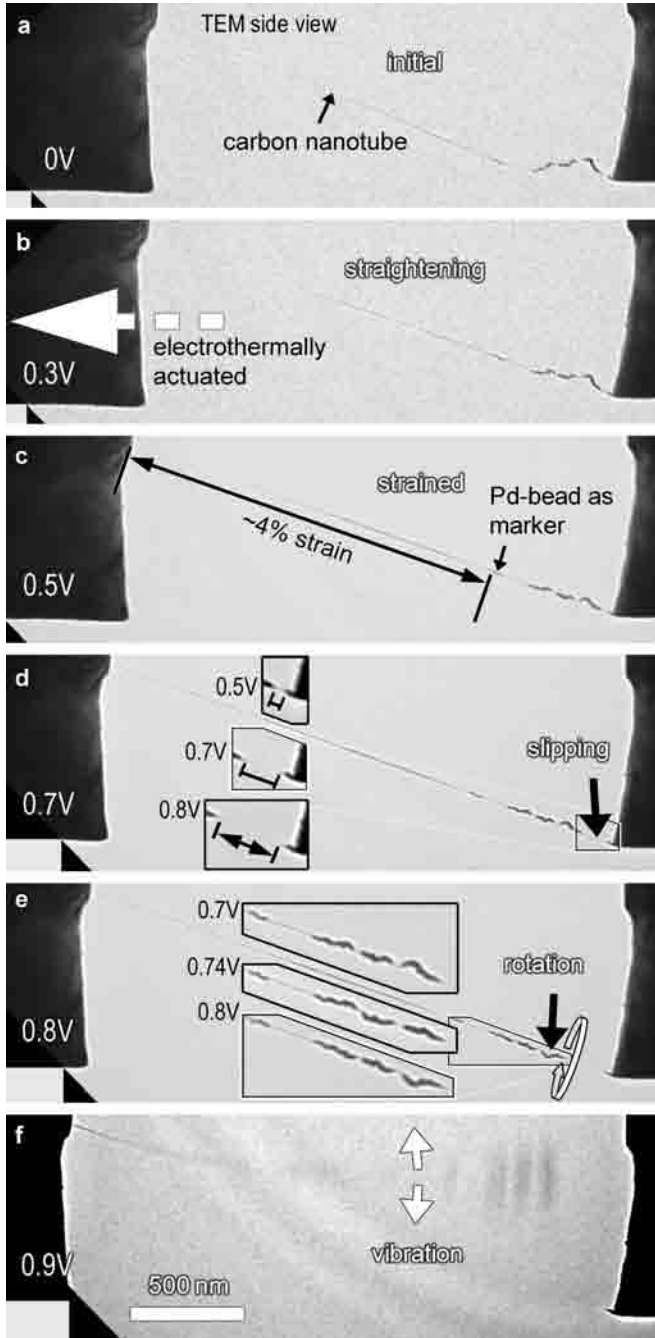 a
TEM side view
initial
carbon nanotube
0V
b
straightening
electrothermally
actuated
0.3V
c
strained
Pd-bead as
marker
~4% strain
0.5V
d
0.5V
0.7V
slipping
0.8V
0.7V
e
0.7V
0.74V
rotation
0.8V
0.8V
f
vibration
0.9V
500 nm